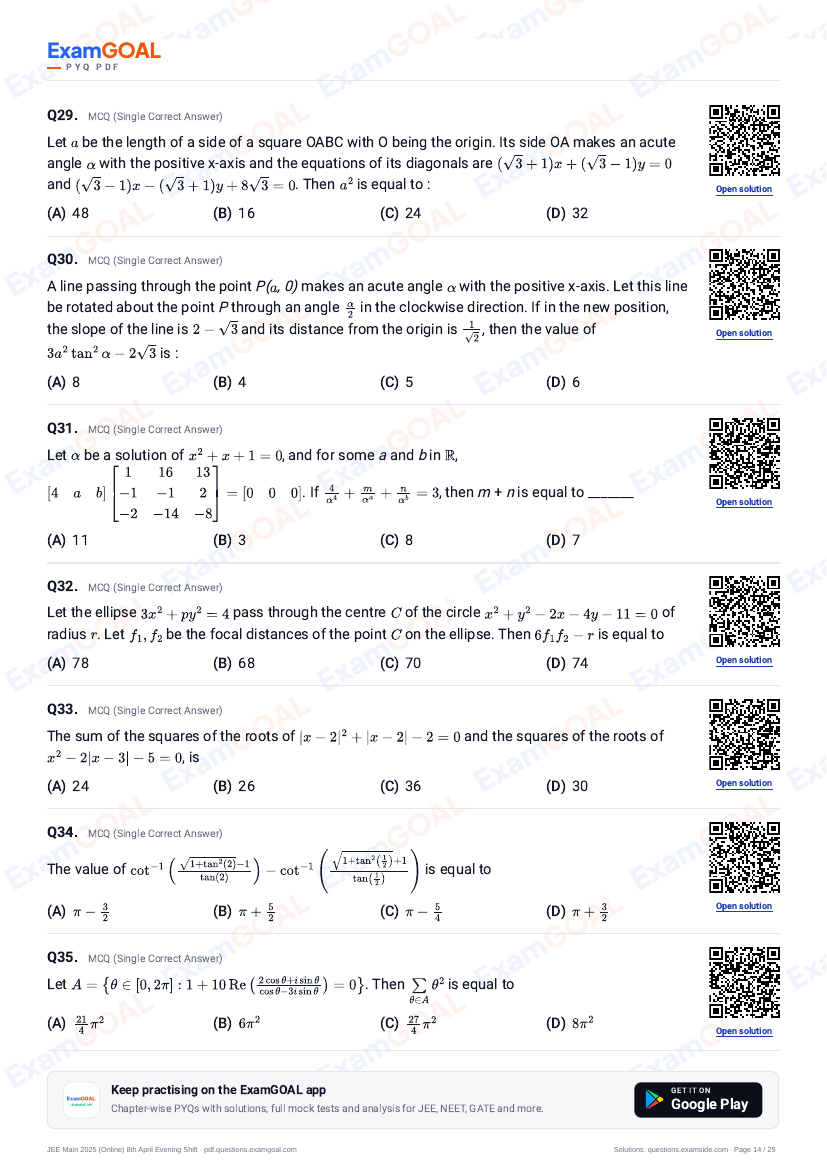 ExamGOAL
PYQ PDF
Q29. MCQ (Single Correct Answer)
Let a be the length of a side of a square OABC with O being the origin. Its side OA makes an acute
angle α with the positive x-axis and the equations of its diagonals are (√3 + 1)x + (√3 − 1)y = 0
and (√3 − 1)x − (√3 + 1)y + 8√3 = 0. Then a² is equal to :
Open solution
(A) 48 (B) 16 (C) 24 (D) 32
Q30. MCQ (Single Correct Answer)
A line passing through the point P(a, 0) makes an acute angle α with the positive x-axis. Let this line
be rotated about the point P through an angle α/2 in the clockwise direction. If in the new position,
the slope of the line is 2 − √3 and its distance from the origin is 1/√2, then the value of
3a² tan² α − 2√3 is :
Open solution
(A) 8 (B) 4 (C) 5 (D) 6
Q31. MCQ (Single Correct Answer)
Let α be a solution of x² + x + 1 = 0, and for some a and b in ℝ,
[4 a b] [1 16 13; −1 −1 2; −2 −14 −8] = [0 0 0]. If 4/α⁴ + m/αᵃ + n/αᵇ = 3, then m + n is equal to _______
Open solution
(A) 11 (B) 3 (C) 8 (D) 7
Q32. MCQ (Single Correct Answer)
Let the ellipse 3x² + py² = 4 pass through the centre C of the circle x² + y² − 2x − 4y − 11 = 0 of
radius r. Let f₁, f₂ be the focal distances of the point C on the ellipse. Then 6f₁f₂ − r is equal to
Open solution
(A) 78 (B) 68 (C) 70 (D) 74
Q33. MCQ (Single Correct Answer)
The sum of the squares of the roots of |x − 2|² + |x − 2| − 2 = 0 and the squares of the roots of
x² − 2|x − 3| − 5 = 0, is
Open solution
(A) 24 (B) 26 (C) 36 (D) 30
Q34. MCQ (Single Correct Answer)
The value of cot⁻¹ ((√(1+tan²(2)) − 1)/tan(2)) − cot⁻¹ ((√(1+tan²(1/2)) + 1)/tan(1/2)) is equal to
Open solution
(A) π − 3/2 (B) π + 5/2 (C) π − 5/4 (D) π + 3/2
Q35. MCQ (Single Correct Answer)
Let A = {θ ∈ [0, 2π] : 1 + 10 Re ((2 cos θ + i sin θ)/(cos θ − 3i sin θ)) = 0}. Then ∑_{θ∈A} θ² is equal to
Open solution
(A) 21/4 π² (B) 6π² (C) 27/4 π² (D) 8π²
Keep practising on the ExamGOAL app
Chapter-wise PYQs with solutions, full mock tests and analysis for JEE, NEET, GATE and more.
GET IT ON
Google Play
JEE Main 2025 (Online) 8th April Evening Shift · pdf.questions.examgoal.com
Solutions: questions.examside.com · Page 14 / 25